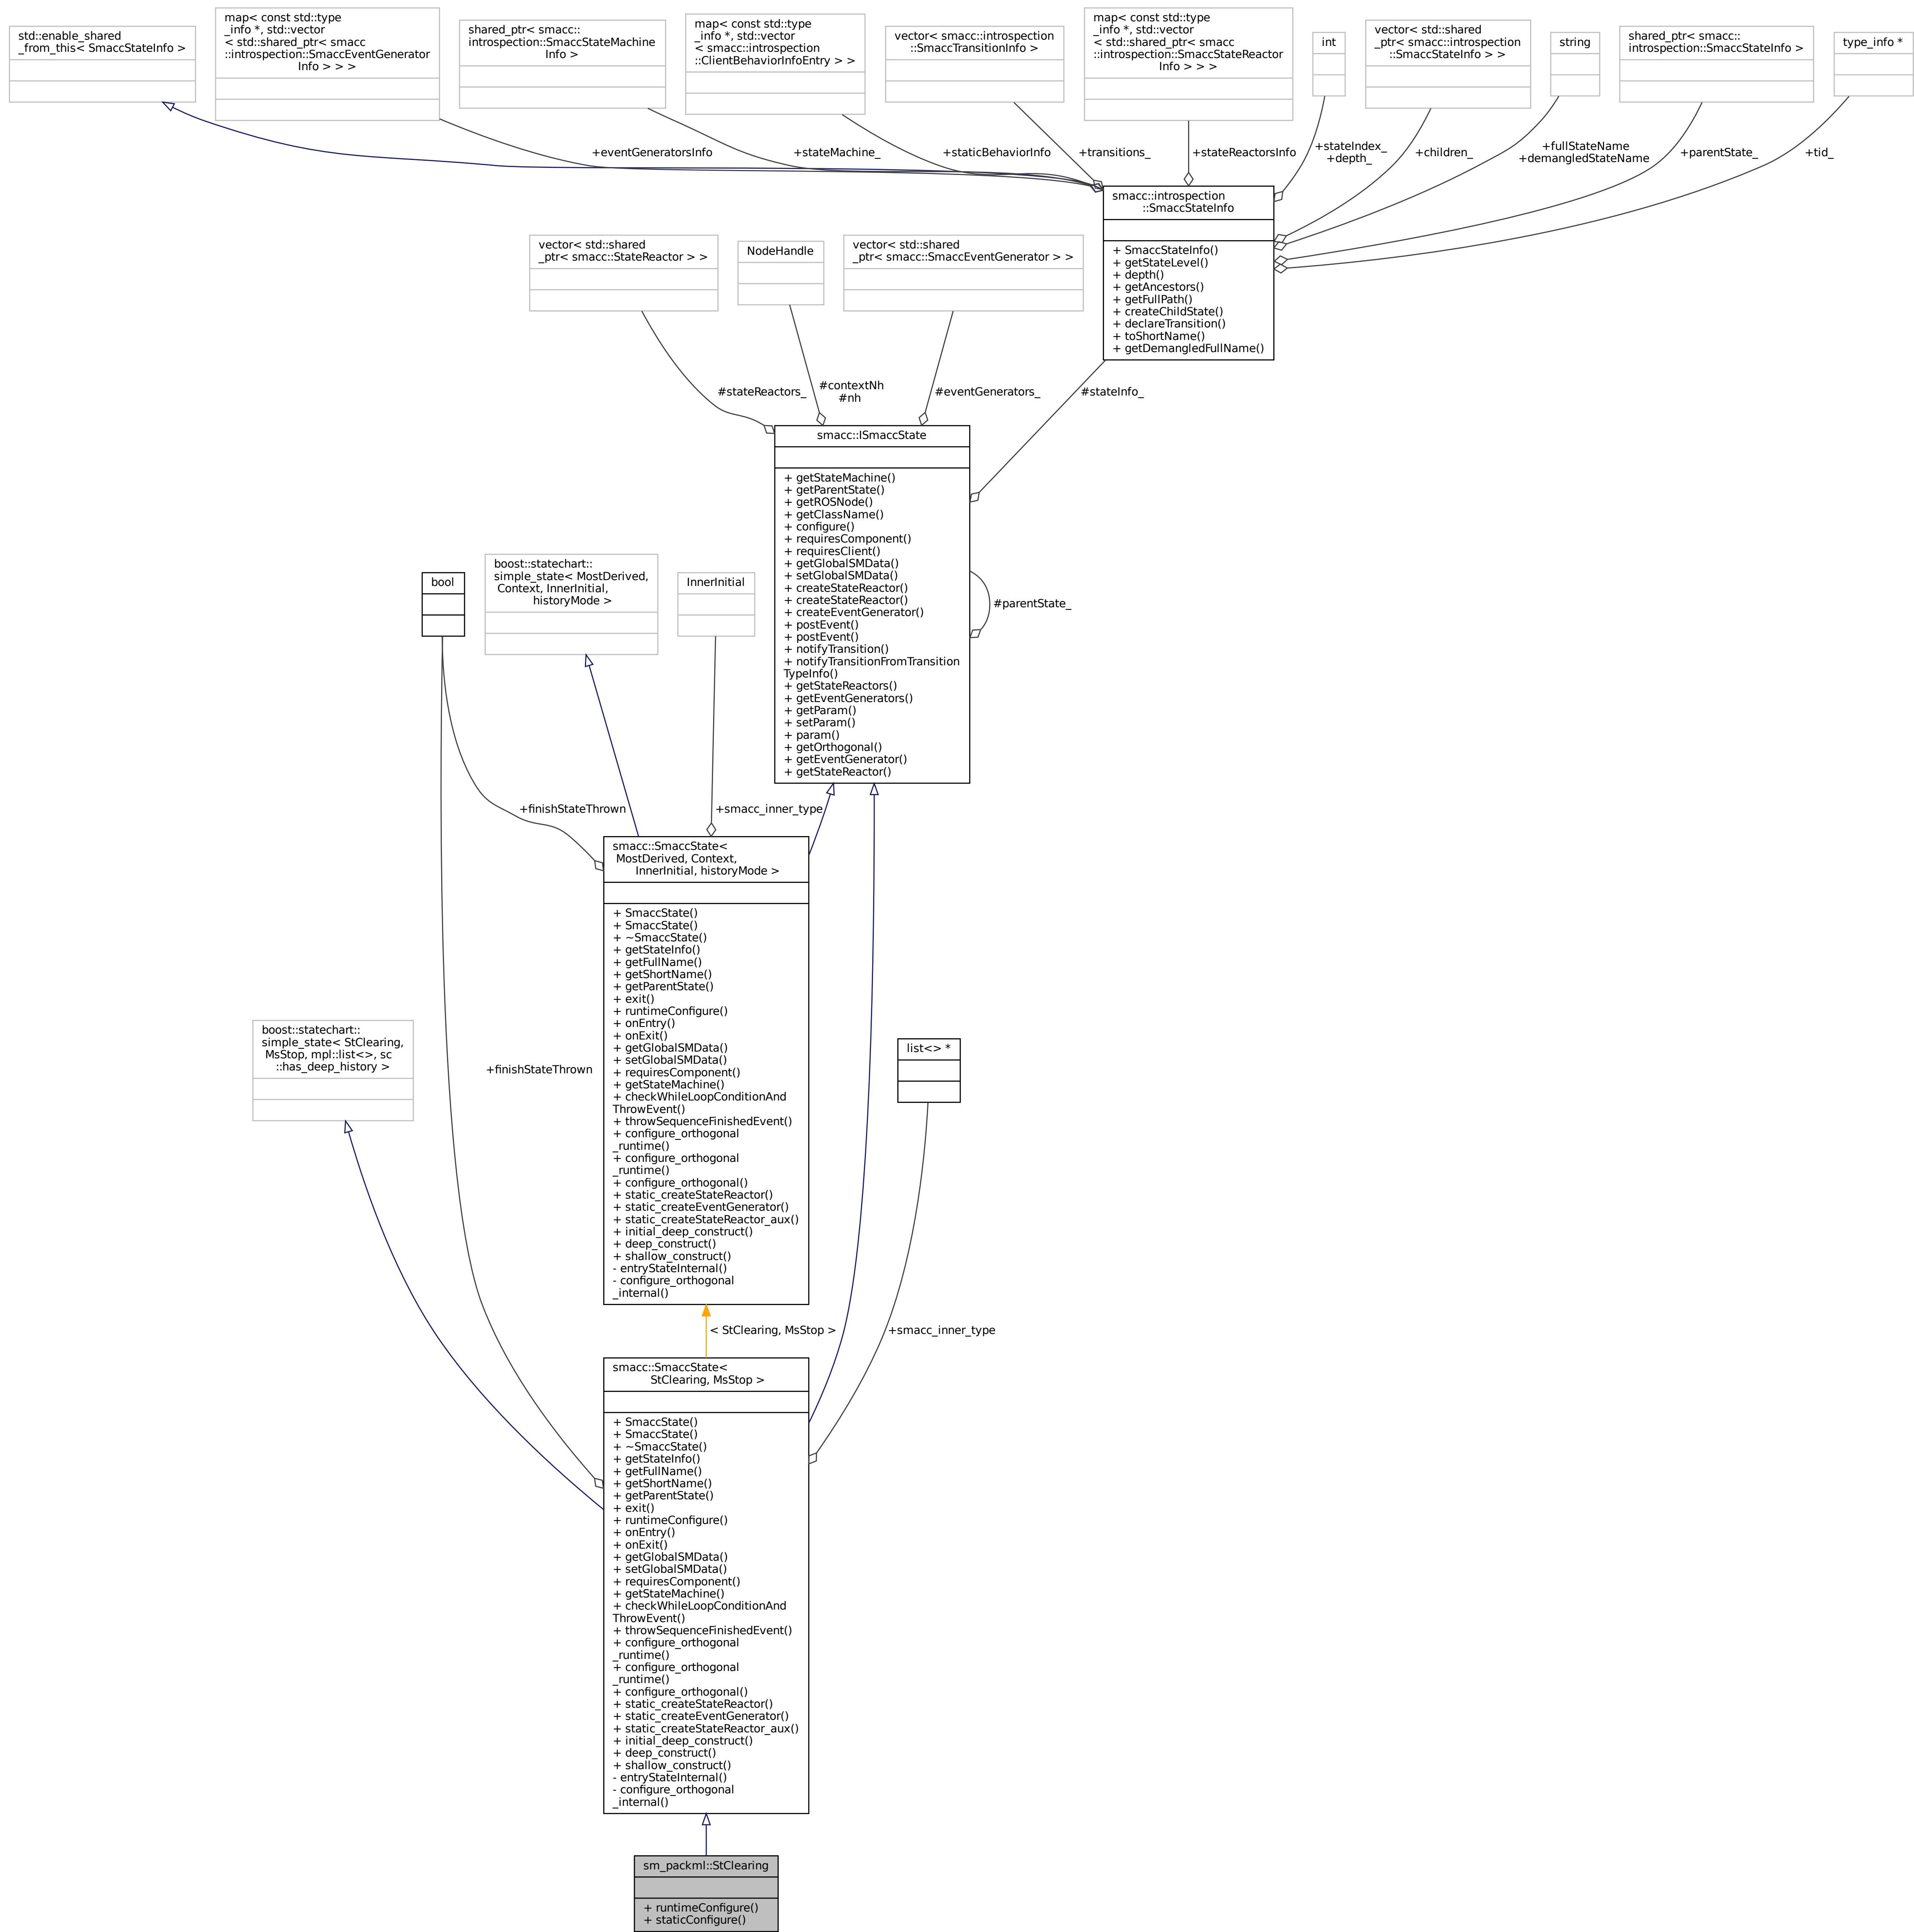 std::enable_shared
_from_this< SmaccStateInfo >
map< const std::type
_info *, std::vector
< std::shared_ptr< smacc
::introspection::SmaccEventGenerator
Info > > >
shared_ptr< smacc::
introspection::SmaccStateMachine
Info >
map< const std::type
_info *, std::vector
< smacc::introspection
::ClientBehaviorInfoEntry > >
vector< smacc::introspection
::SmaccTransitionInfo >
map< const std::type
_info *, std::vector
< std::shared_ptr< smacc
::introspection::SmaccStateReactor
Info > > >
int
vector< std::shared
_ptr< smacc::introspection
::SmaccStateInfo > >
string
shared_ptr< smacc::
introspection::SmaccStateInfo >
type_info *
+eventGeneratorsInfo
+stateMachine_
+staticBehaviorInfo
+transitions_
+stateReactorsInfo
+stateIndex_
+depth_
+children_
+fullStateName
+demangledStateName
+parentState_
+tid_
smacc::introspection
::SmaccStateInfo
+ SmaccStateInfo()
+ getStateLevel()
+ depth()
+ getAncestors()
+ getFullPath()
+ createChildState()
+ declareTransition()
+ toShortName()
+ getDemangledFullName()
vector< std::shared
_ptr< smacc::StateReactor > >
NodeHandle
vector< std::shared
_ptr< smacc::SmaccEventGenerator > >
#stateReactors_
#contextNh
#nh
#eventGenerators_
#stateInfo_
smacc::ISmaccState
+ getStateMachine()
+ getParentState()
+ getROSNode()
+ getClassName()
+ configure()
+ requiresComponent()
+ requiresClient()
+ getGlobalSMData()
+ setGlobalSMData()
+ createStateReactor()
+ createStateReactor()
+ createEventGenerator()
+ postEvent()
+ postEvent()
+ notifyTransition()
+ notifyTransitionFromTransition
TypeInfo()
+ getStateReactors()
+ getEventGenerators()
+ getParam()
+ setParam()
+ param()
+ getOrthogonal()
+ getEventGenerator()
+ getStateReactor()
#parentState_
bool
boost::statechart::
simple_state< MostDerived,
Context, InnerInitial,
historyMode >
InnerInitial
+finishStateThrown
+smacc_inner_type
smacc::SmaccState<
MostDerived, Context,
InnerInitial, historyMode >
+ SmaccState()
+ SmaccState()
+ ~SmaccState()
+ getStateInfo()
+ getFullName()
+ getShortName()
+ getParentState()
+ exit()
+ runtimeConfigure()
+ onEntry()
+ onExit()
+ getGlobalSMData()
+ setGlobalSMData()
+ requiresComponent()
+ getStateMachine()
+ checkWhileLoopConditionAnd
ThrowEvent()
+ throwSequenceFinishedEvent()
+ configure_orthogonal
_runtime()
+ configure_orthogonal
_runtime()
+ configure_orthogonal()
+ static_createStateReactor()
+ static_createEventGenerator()
+ static_createStateReactor_aux()
+ initial_deep_construct()
+ deep_construct()
+ shallow_construct()
- entryStateInternal()
- configure_orthogonal
_internal()
boost::statechart::
simple_state< StClearing,
MsStop, mpl::list<>, sc
::has_deep_history >
+finishStateThrown
list<> *
< StClearing, MsStop >
+smacc_inner_type
smacc::SmaccState<
StClearing, MsStop >
+ SmaccState()
+ SmaccState()
+ ~SmaccState()
+ getStateInfo()
+ getFullName()
+ getShortName()
+ getParentState()
+ exit()
+ runtimeConfigure()
+ onEntry()
+ onExit()
+ getGlobalSMData()
+ setGlobalSMData()
+ requiresComponent()
+ getStateMachine()
+ checkWhileLoopConditionAnd
ThrowEvent()
+ throwSequenceFinishedEvent()
+ configure_orthogonal
_runtime()
+ configure_orthogonal
_runtime()
+ configure_orthogonal()
+ static_createStateReactor()
+ static_createEventGenerator()
+ static_createStateReactor_aux()
+ initial_deep_construct()
+ deep_construct()
+ shallow_construct()
- entryStateInternal()
- configure_orthogonal
_internal()
sm_packml::StClearing
+ runtimeConfigure()
+ staticConfigure()